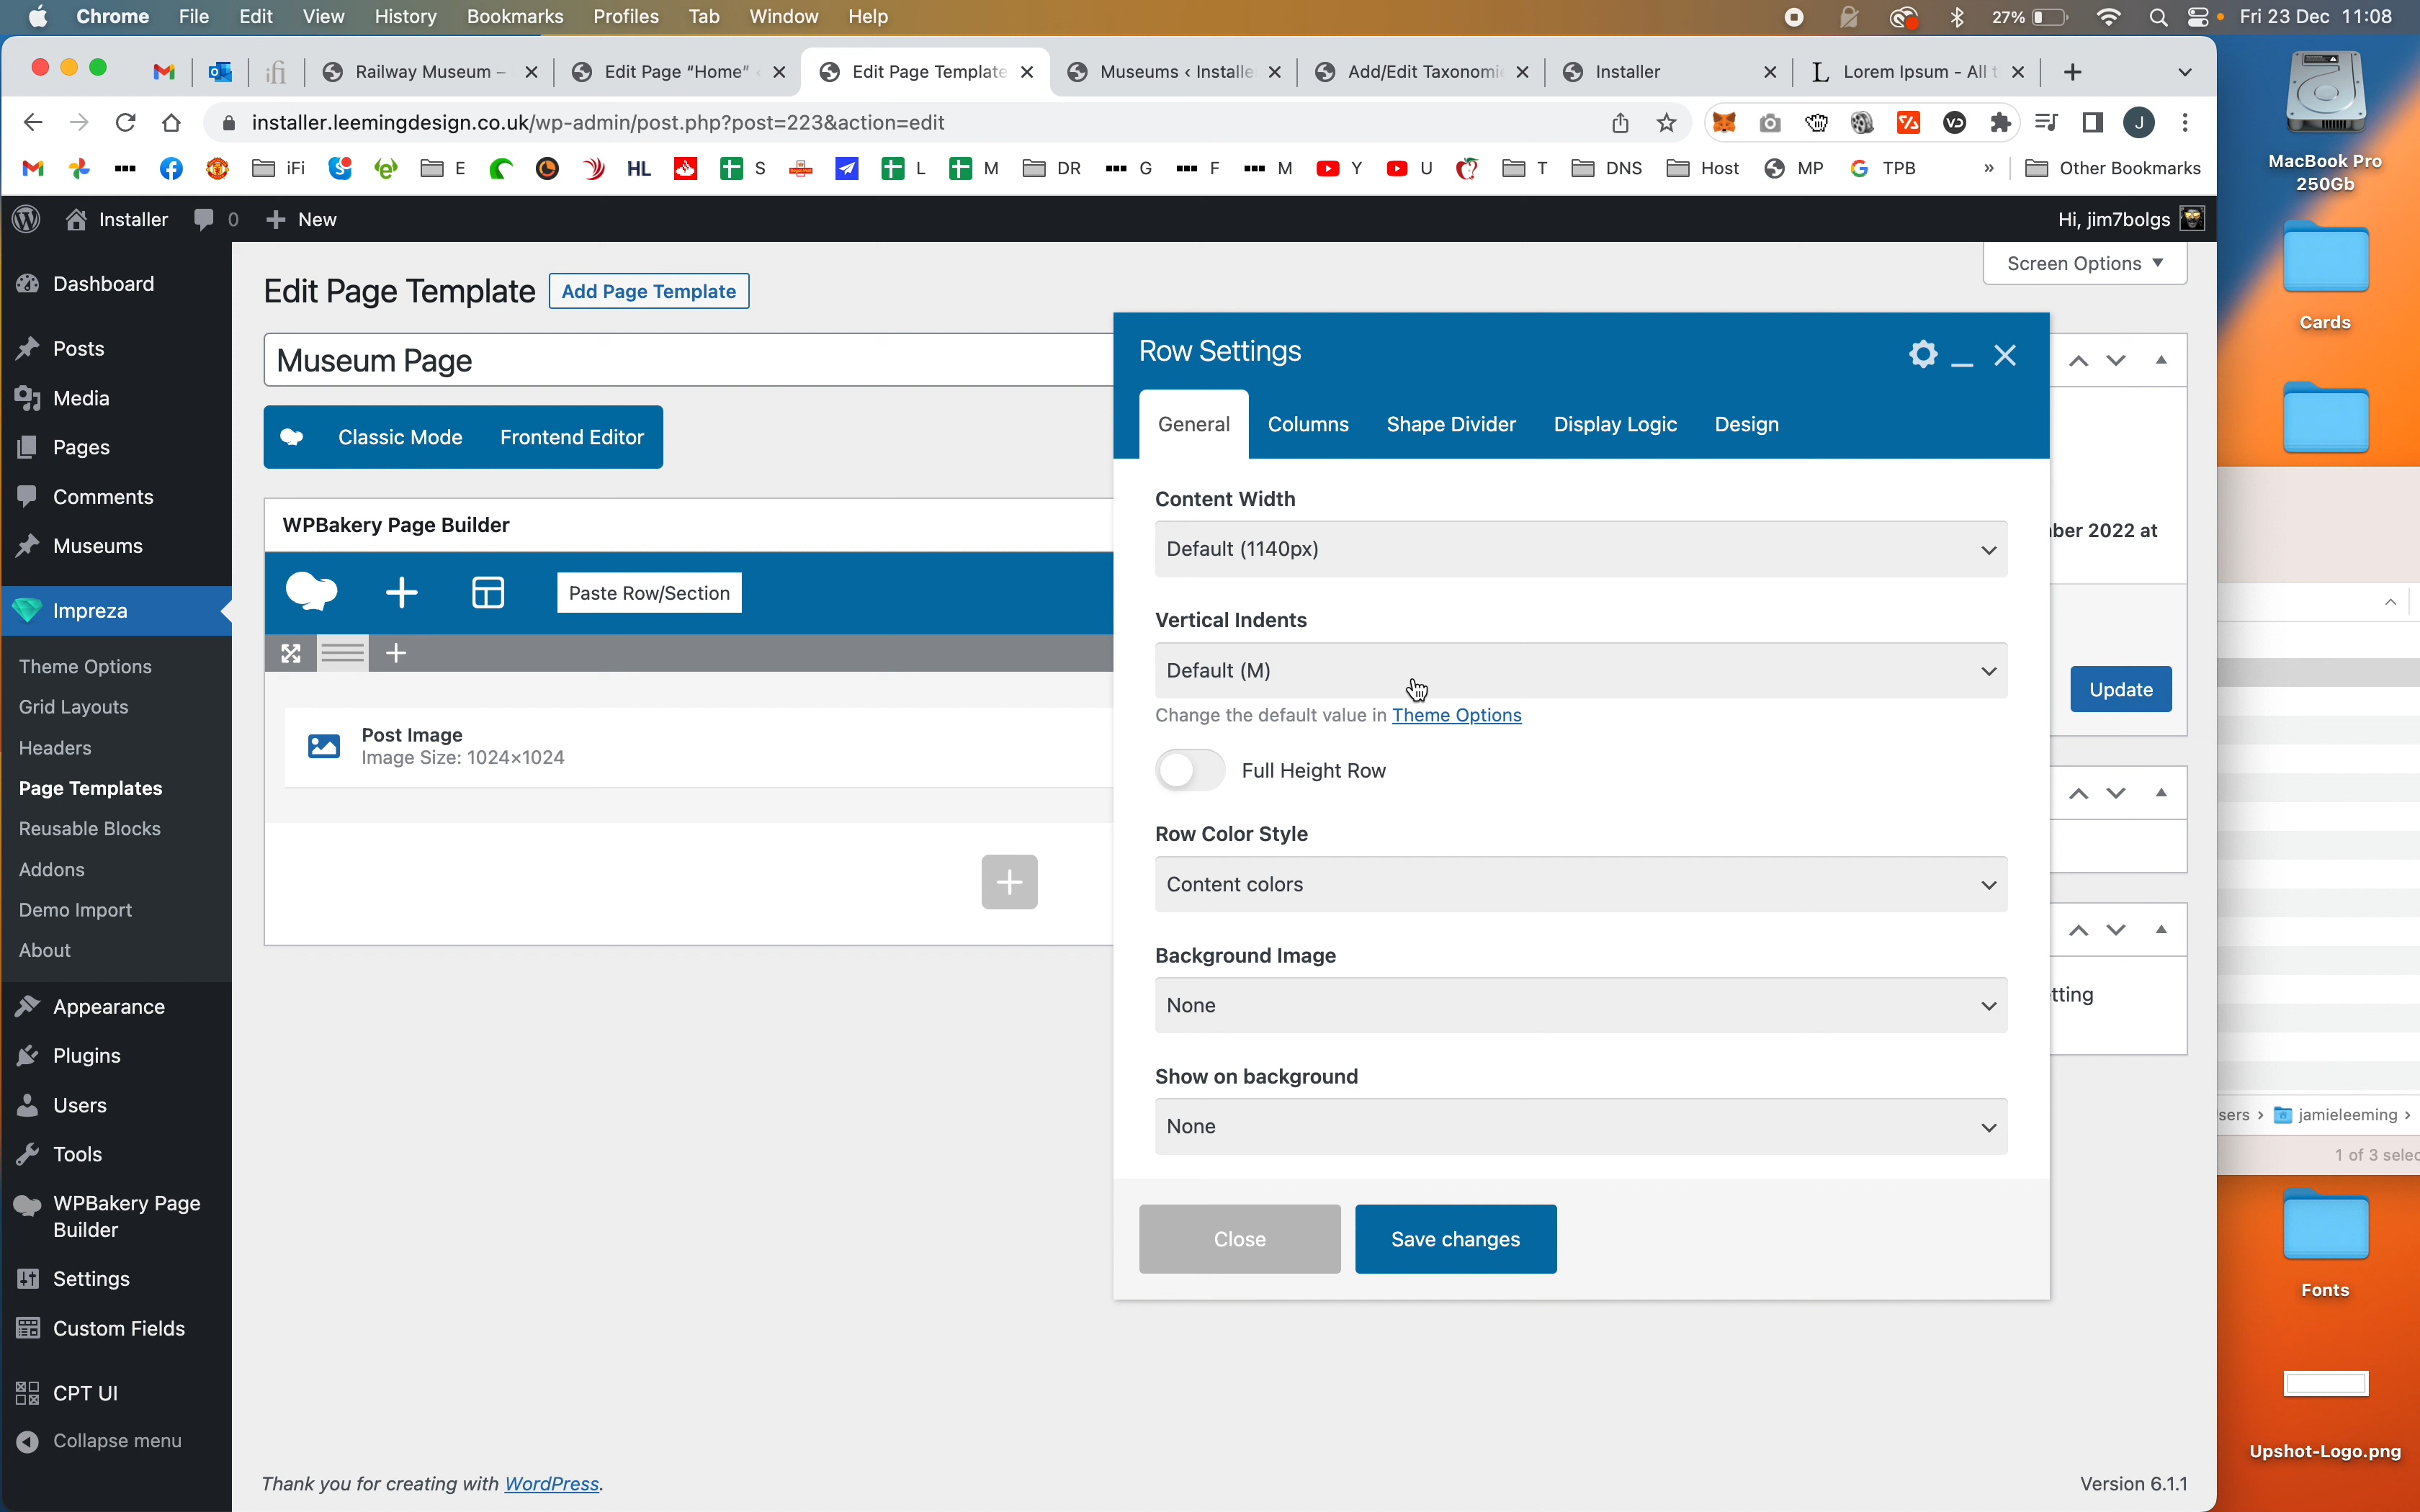 Chrome File Edit View History Bookmarks Profiles Tab Window Help 27% Fri 23 Dec 11:08
ifi Railway Museum – Edit Page “Home” ‹ Edit Page Template Museums ‹ Installe Add/Edit Taxonomi Installer L Lorem Ipsum - All t
installer.leemingdesign.co.uk/wp-admin/post.php?post=223&action=edit J
iFi E HL S L M DR G F M Y U T DNS Host MP TPB » Other Bookmarks
Installer 0 New Hi, jim7bolgs
Dashboard
Posts
Media
Pages
Comments
Museums
Impreza
Theme Options
Grid Layouts
Headers
Page Templates
Reusable Blocks
Addons
Demo Import
About
Appearance
Plugins
Users
Tools
WPBakery Page
Builder
Settings
Custom Fields
CPT UI
Collapse menu
Screen Options
Edit Page Template Add Page Template
Museum Page
Classic Mode Frontend Editor
WPBakery Page Builder
Paste Row/Section
Post Image
Image Size: 1024×1024
Row Settings
General Columns Shape Divider Display Logic Design
Content Width
Default (1140px)
Vertical Indents
Default (M)
Change the default value in Theme Options
Full Height Row
Row Color Style
Content colors
Background Image
None
Show on background
None
Close Save changes
ber 2022 at
Update
tting
Thank you for creating with WordPress.
Version 6.1.1
MacBook Pro
250Gb
Cards
sers › jamieleeming ›
1 of 3 selec
Fonts
Upshot-Logo.png